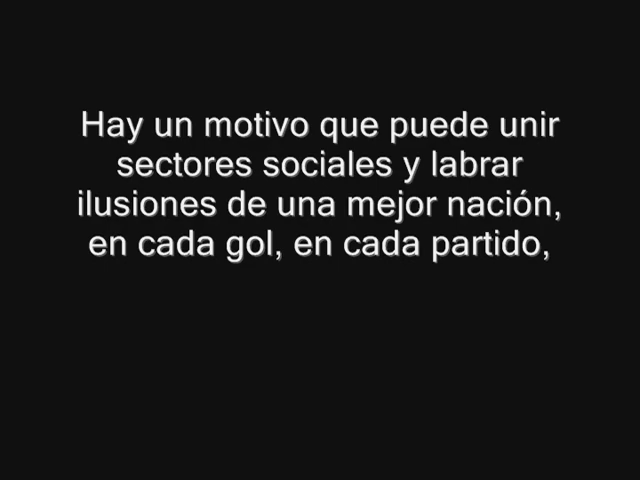 Hay un motivo que puede unir
sectores sociales y labrar
ilusiones de una mejor nación,
en cada gol, en cada partido,